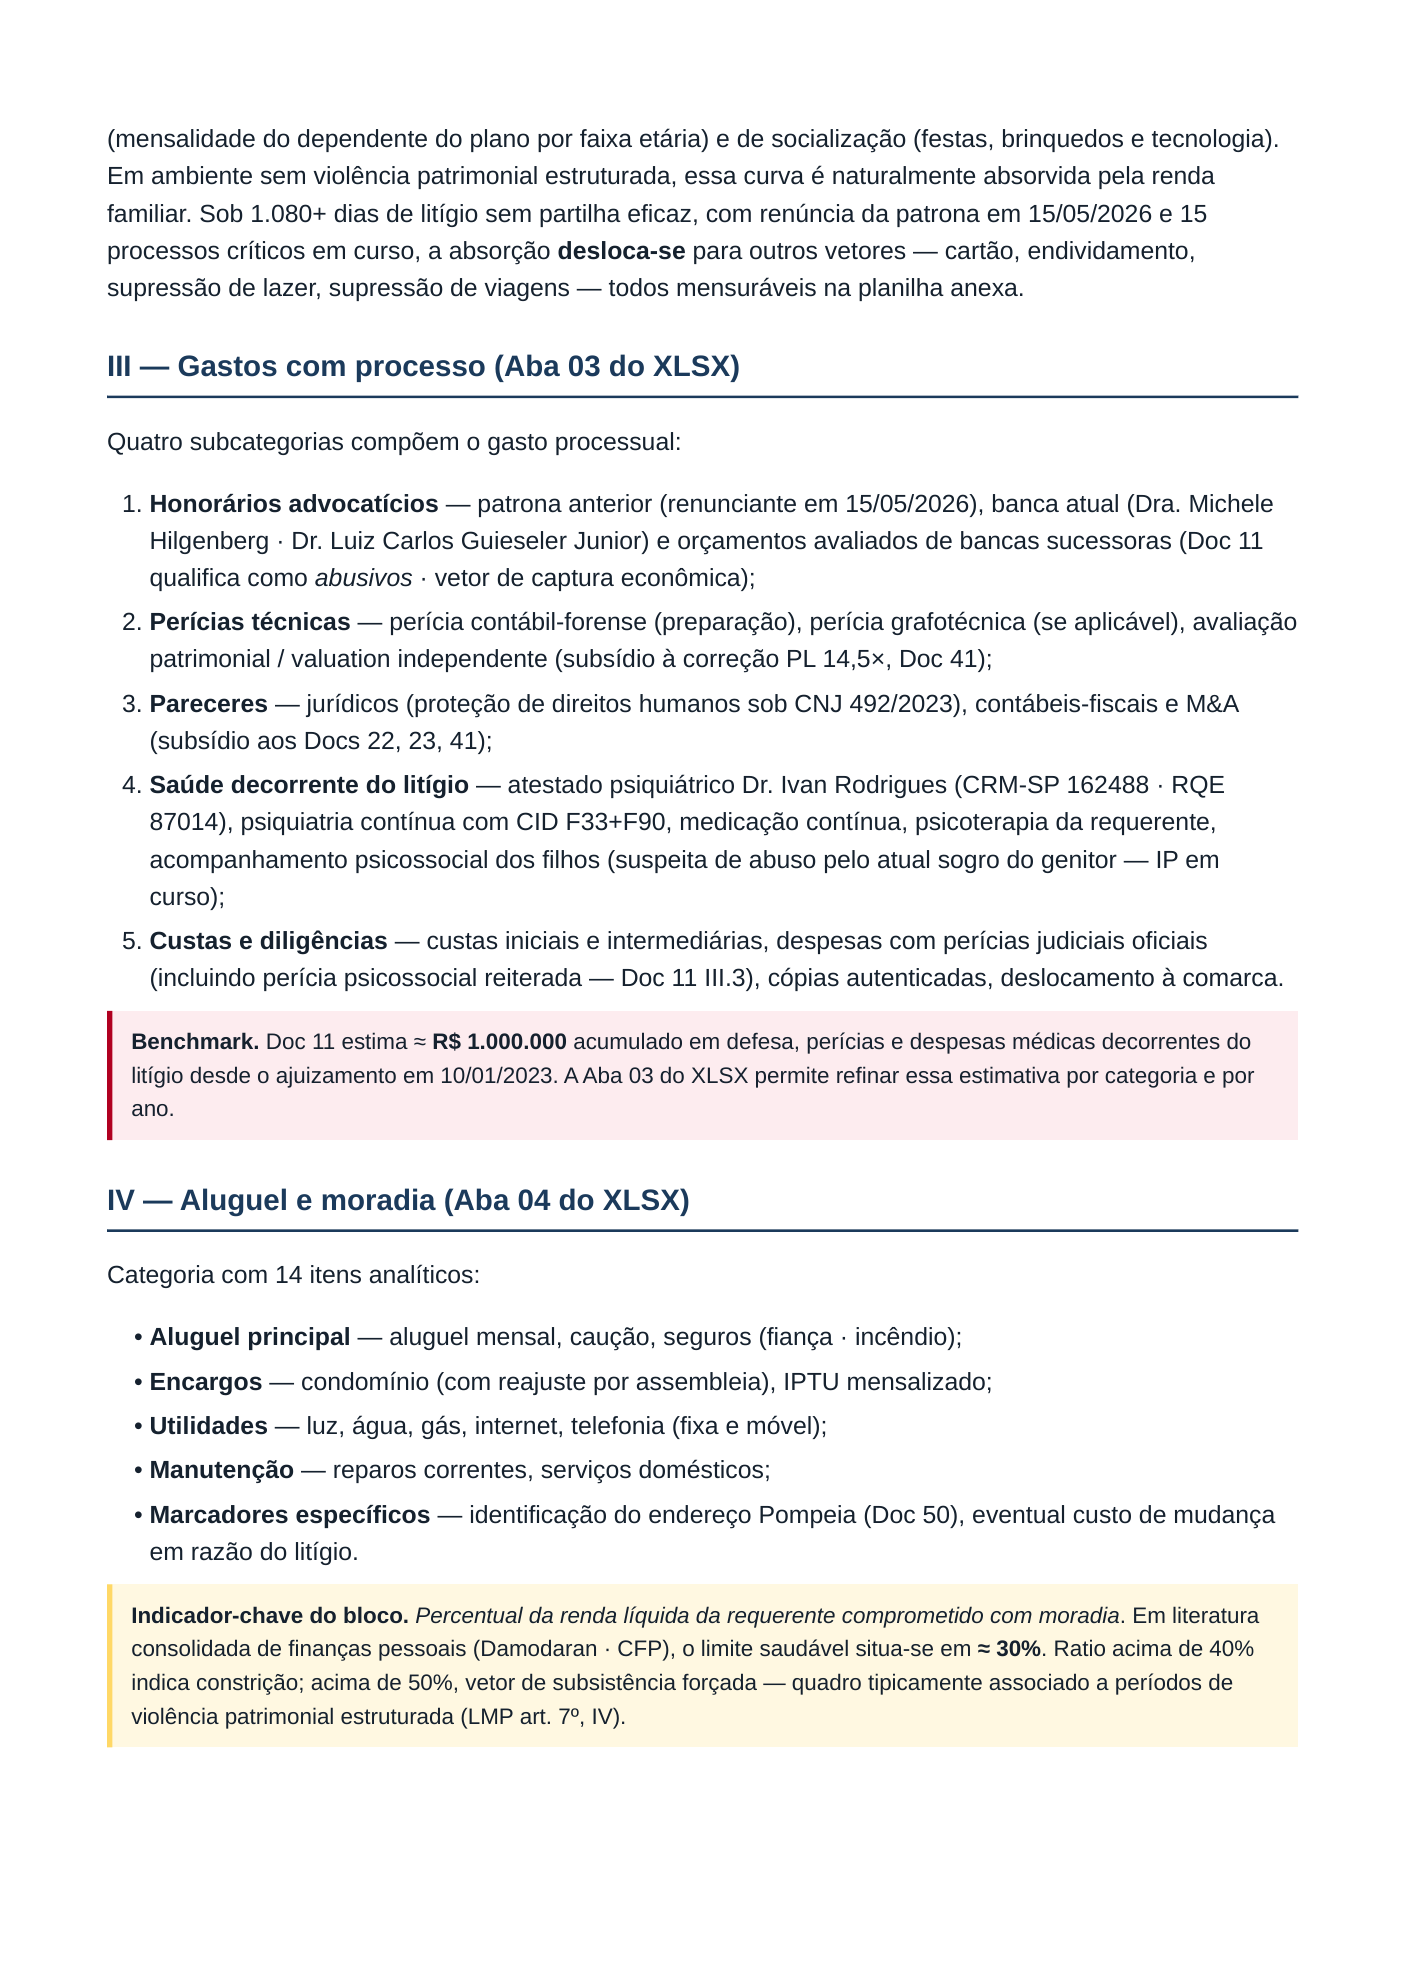 (mensalidade do dependente do plano por faixa etária) e de socialização (festas, brinquedos e tecnologia).
Em ambiente sem violência patrimonial estruturada, essa curva é naturalmente absorvida pela renda
familiar. Sob 1.080+ dias de litígio sem partilha eficaz, com renúncia da patrona em 15/05/2026 e 15
processos críticos em curso, a absorção desloca-se para outros vetores — cartão, endividamento,
supressão de lazer, supressão de viagens — todos mensuráveis na planilha anexa.
III — Gastos com processo (Aba 03 do XLSX)
Quatro subcategorias compõem o gasto processual:
1. Honorários advocatícios — patrona anterior (renunciante em 15/05/2026), banca atual (Dra. Michele
Hilgenberg · Dr. Luiz Carlos Guieseler Junior) e orçamentos avaliados de bancas sucessoras (Doc 11
qualifica como abusivos · vetor de captura econômica);
2. Perícias técnicas — perícia contábil-forense (preparação), perícia grafotécnica (se aplicável), avaliação
patrimonial / valuation independente (subsídio à correção PL 14,5×, Doc 41);
3. Pareceres — jurídicos (proteção de direitos humanos sob CNJ 492/2023), contábeis-fiscais e M&A
(subsídio aos Docs 22, 23, 41);
4. Saúde decorrente do litígio — atestado psiquiátrico Dr. Ivan Rodrigues (CRM-SP 162488 · RQE
87014), psiquiatria contínua com CID F33+F90, medicação contínua, psicoterapia da requerente,
acompanhamento psicossocial dos filhos (suspeita de abuso pelo atual sogro do genitor — IP em
curso);
5. Custas e diligências — custas iniciais e intermediárias, despesas com perícias judiciais oficiais
(incluindo perícia psicossocial reiterada — Doc 11 III.3), cópias autenticadas, deslocamento à comarca.
Benchmark. Doc 11 estima ≈ R$ 1.000.000 acumulado em defesa, perícias e despesas médicas decorrentes do
litígio desde o ajuizamento em 10/01/2023. A Aba 03 do XLSX permite refinar essa estimativa por categoria e por
ano.
IV — Aluguel e moradia (Aba 04 do XLSX)
Categoria com 14 itens analíticos:
• Aluguel principal — aluguel mensal, caução, seguros (fiança · incêndio);
• Encargos — condomínio (com reajuste por assembleia), IPTU mensalizado;
• Utilidades — luz, água, gás, internet, telefonia (fixa e móvel);
• Manutenção — reparos correntes, serviços domésticos;
• Marcadores específicos — identificação do endereço Pompeia (Doc 50), eventual custo de mudança
em razão do litígio.
Indicador-chave do bloco. Percentual da renda líquida da requerente comprometido com moradia. Em literatura
consolidada de finanças pessoais (Damodaran · CFP), o limite saudável situa-se em ≈ 30%. Ratio acima de 40%
indica constrição; acima de 50%, vetor de subsistência forçada — quadro tipicamente associado a períodos de
violência patrimonial estruturada (LMP art. 7º, IV).